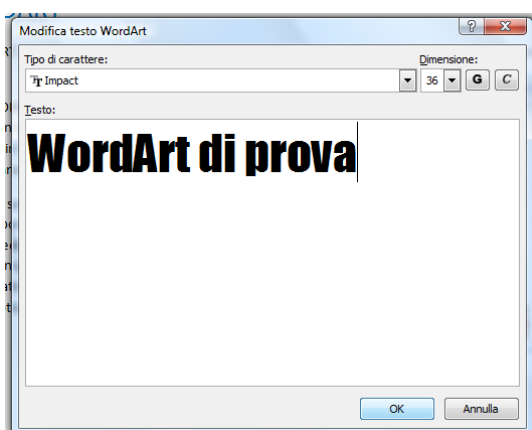 Modifica testo WordArt
?
X
Tipo di carattere:
Dimensione:
Impact
36
G
C
Testo:
WordArt di prova
OK
Annulla